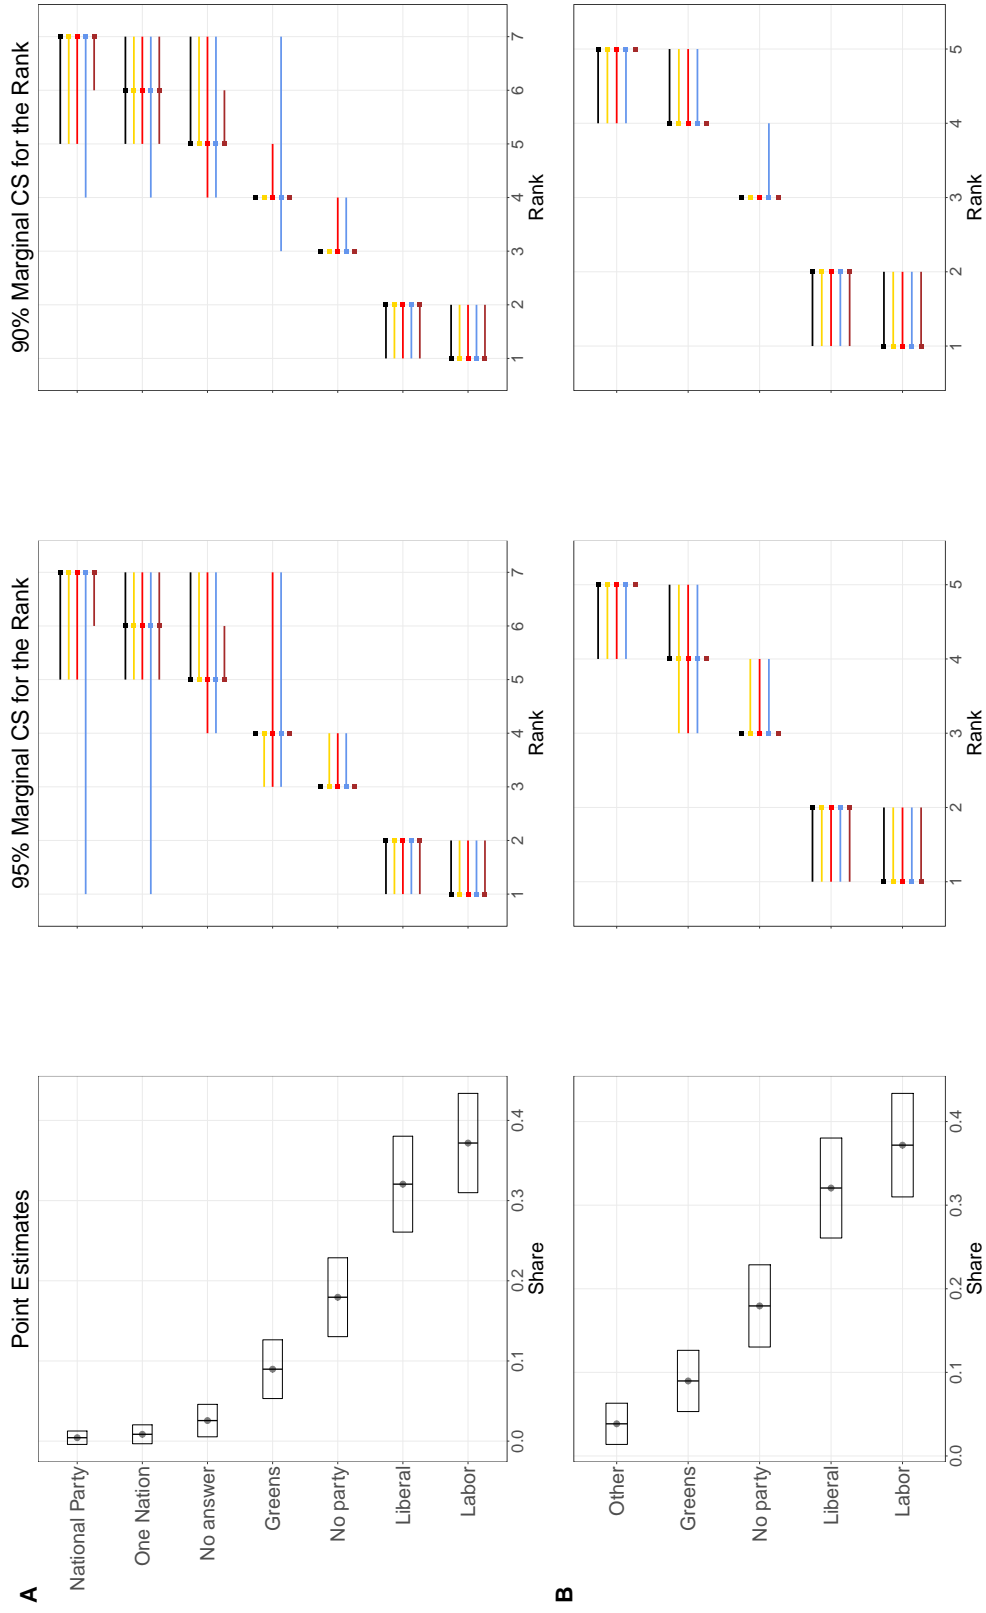 A
Point Estimates
95% Marginal CS for the Rank
90% Marginal CS for the Rank
National Party
One Nation
No answer
Greens
No party
Liberal
Labor
0.0 0.1 0.2 0.3 0.4
1 2 3 4 5 6 7
1 2 3 4 5 6 7
Share
Rank
Rank
B
Other
Greens
No party
Liberal
Labor
0.0 0.1 0.2 0.3 0.4
1 2 3 4 5
1 2 3 4 5
Share
Rank
Rank